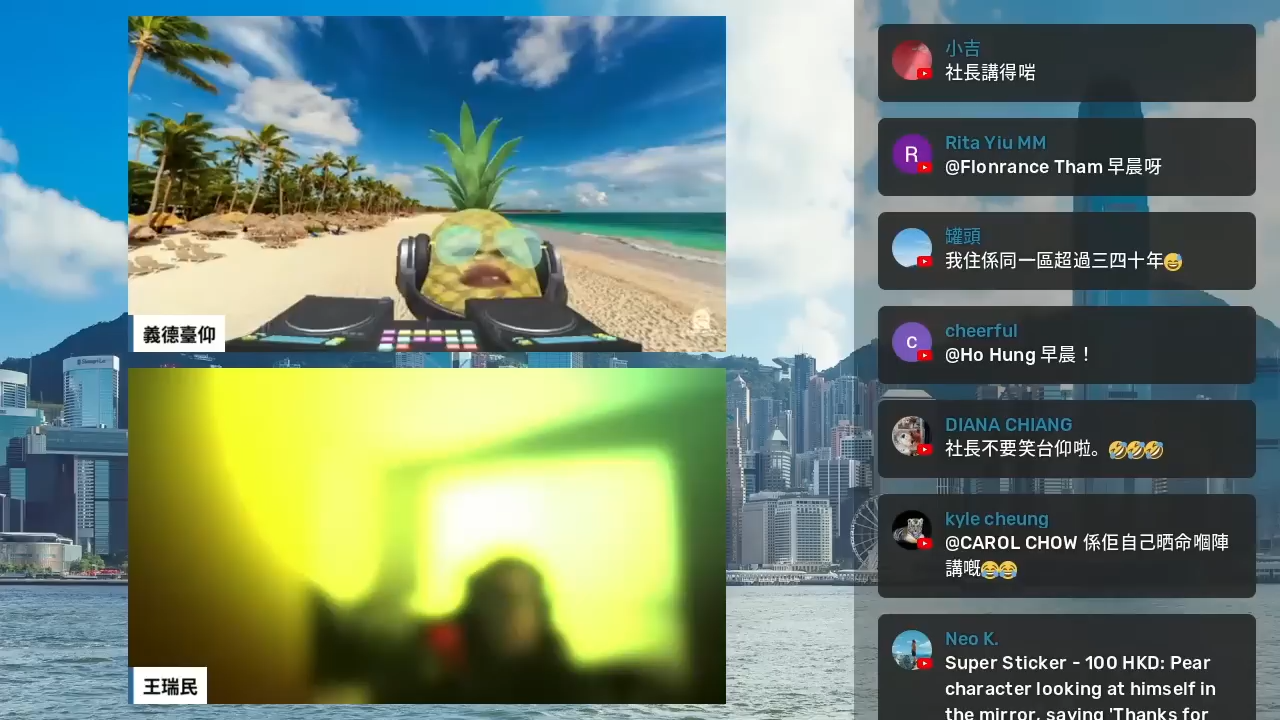 義德臺仰
王瑞民
小吉
社長講得啱
R
Rita Yiu MM
@Flonrance Tham 早晨呀
罐頭
我住係同一區超過三四十年😅
c
cheerful
@Ho Hung 早晨！
DIANA CHIANG
社長不要笑台仰啦。🤣🤣🤣
kyle cheung
@CAROL CHOW 係佢自己晒命嗰陣
講嘅😂😂
Neo K.
Super Sticker - 100 HKD: Pear
character looking at himself in
the mirror, saying 'Thanks for